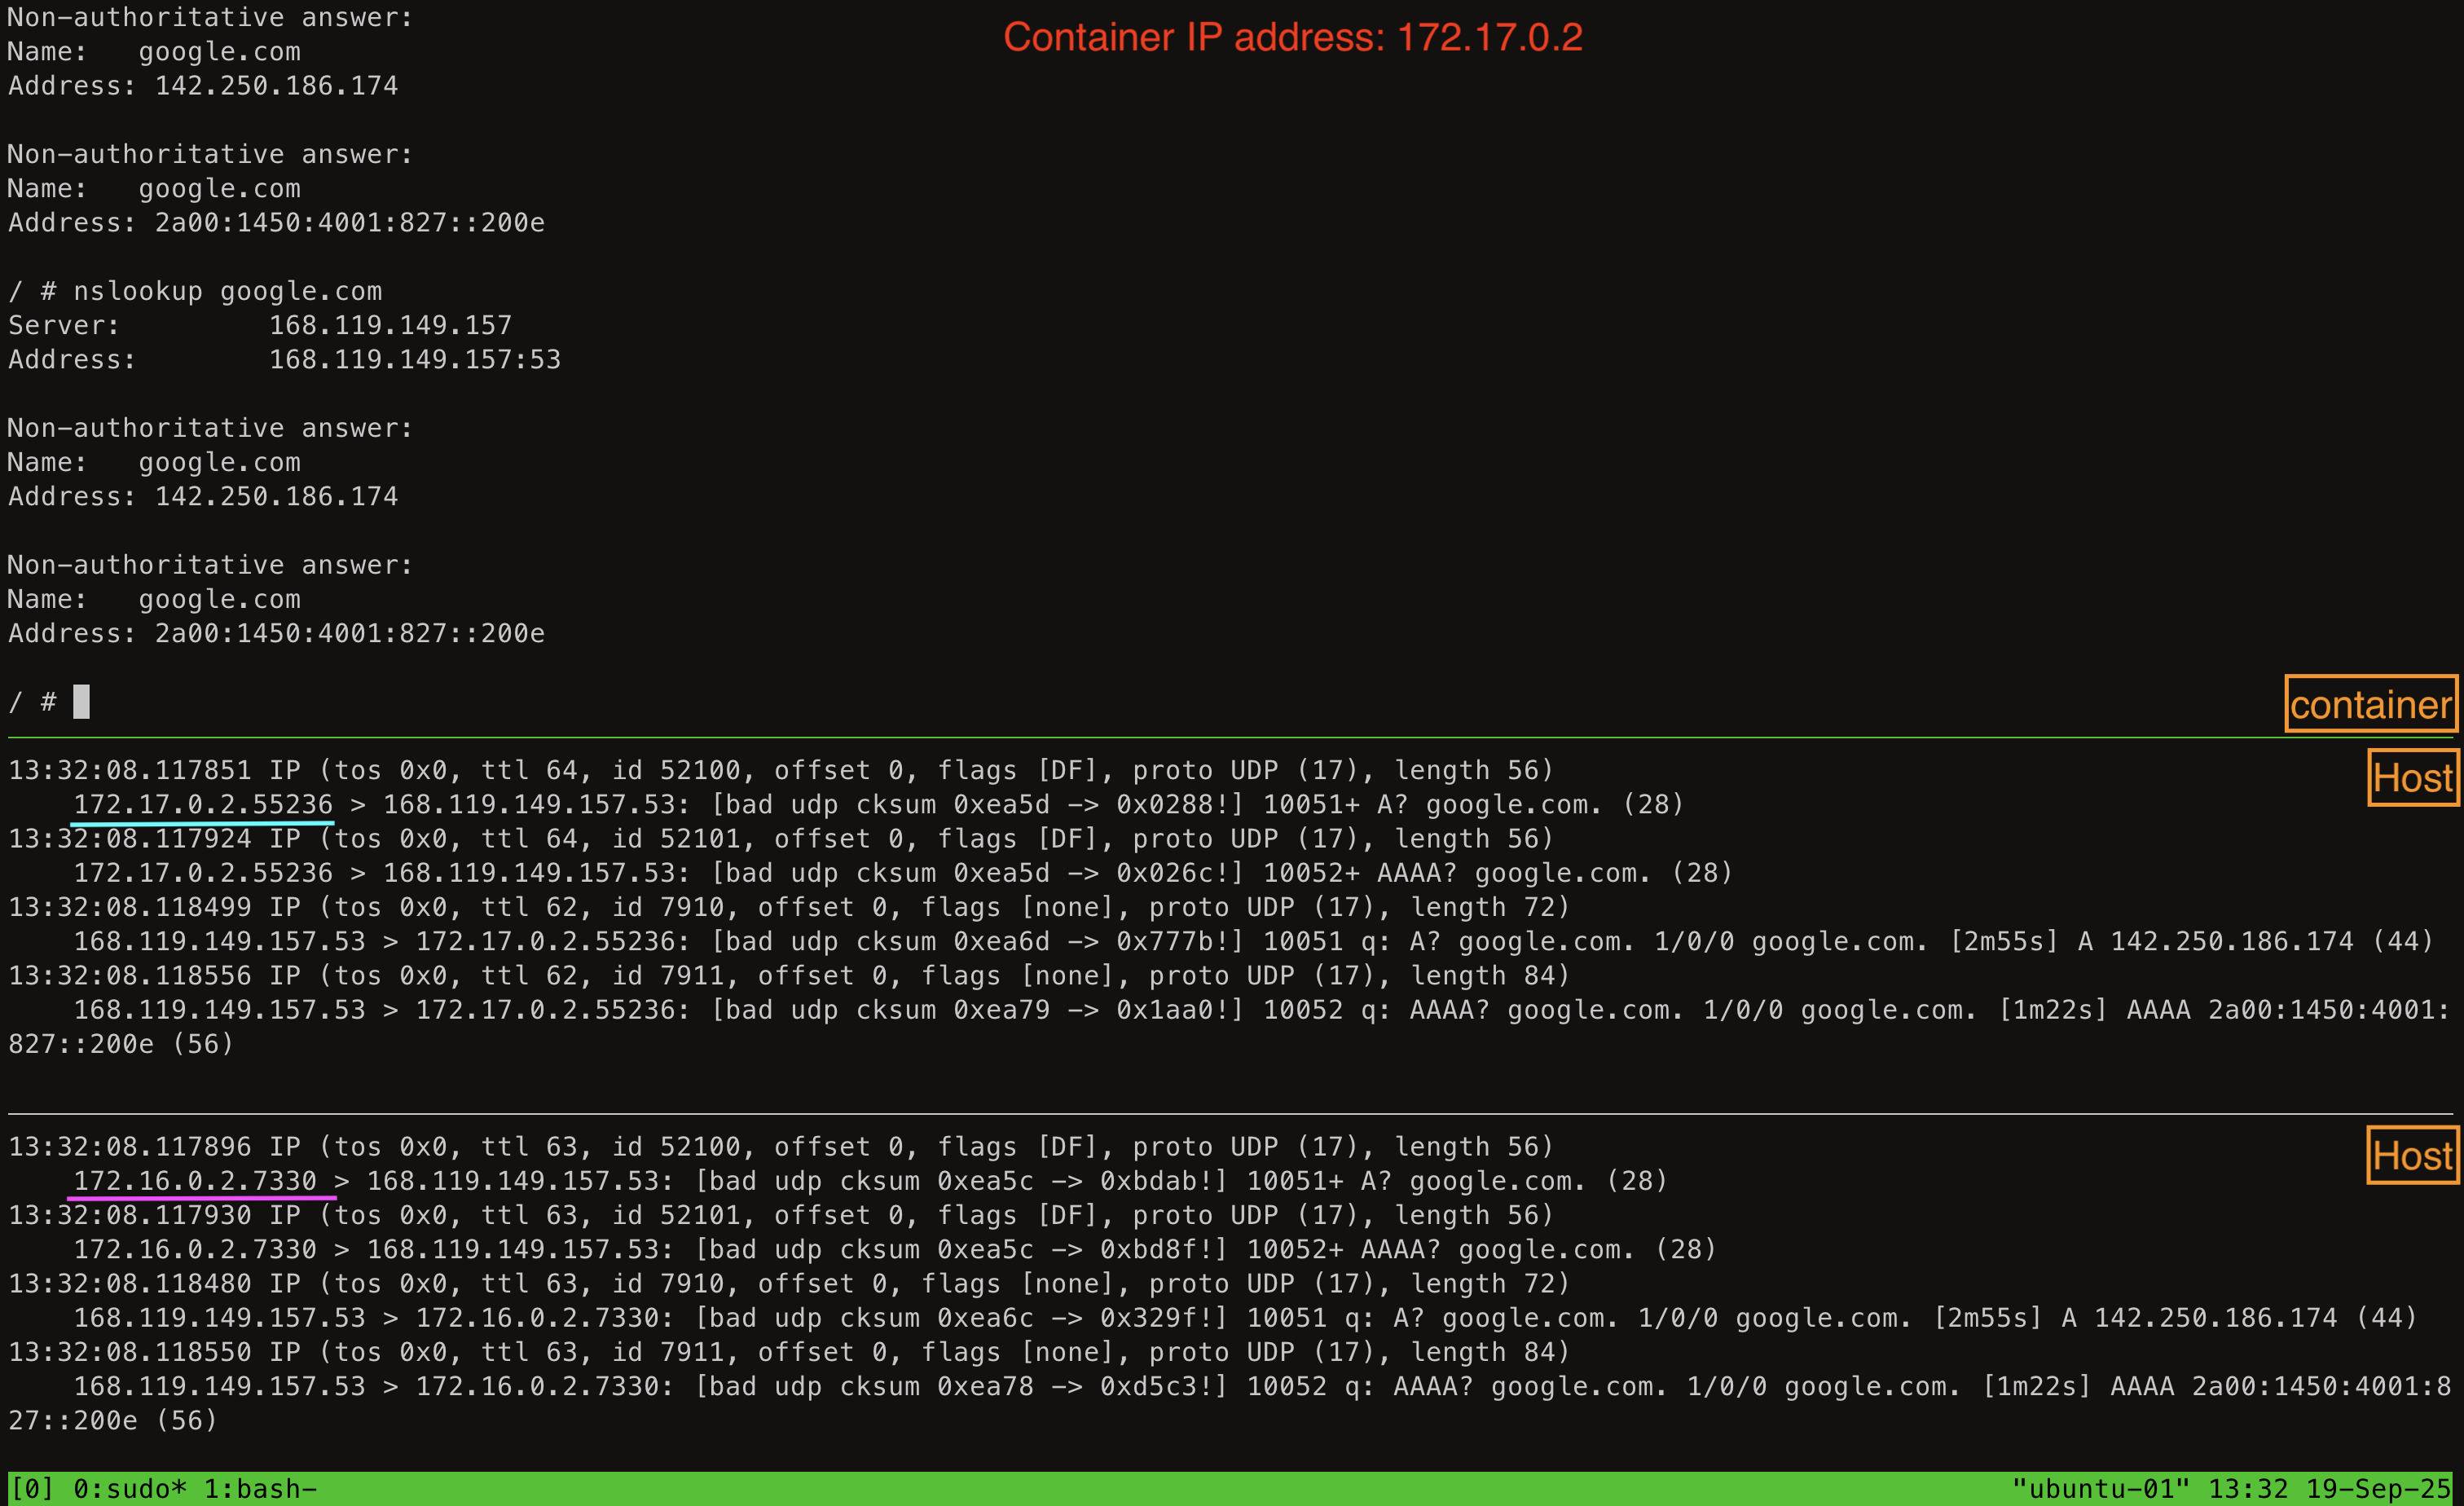 Non-authoritative answer:
Container IP address: 172.17.0.2
Name:   google.com
Address: 142.250.186.174
Non-authoritative answer:
Name:   google.com
Address: 2a00:1450:4001:827::200e
/ # nslookup google.com
Server:         168.119.149.157
Address:        168.119.149.157:53
Non-authoritative answer:
Name:   google.com
Address: 142.250.186.174
Non-authoritative answer:
Name:   google.com
Address: 2a00:1450:4001:827::200e
/ #
container
13:32:08.117851 IP (tos 0x0, ttl 64, id 52100, offset 0, flags [DF], proto UDP (17), length 56)
Host
    172.17.0.2.55236 > 168.119.149.157.53: [bad udp cksum 0xea5d -> 0x0288!] 10051+ A? google.com. (28)
13:32:08.117924 IP (tos 0x0, ttl 64, id 52101, offset 0, flags [DF], proto UDP (17), length 56)
    172.17.0.2.55236 > 168.119.149.157.53: [bad udp cksum 0xea5d -> 0x026c!] 10052+ AAAA? google.com. (28)
13:32:08.118499 IP (tos 0x0, ttl 62, id 7910, offset 0, flags [none], proto UDP (17), length 72)
    168.119.149.157.53 > 172.17.0.2.55236: [bad udp cksum 0xea6d -> 0x777b!] 10051 q: A? google.com. 1/0/0 google.com. [2m55s] A 142.250.186.174 (44)
13:32:08.118556 IP (tos 0x0, ttl 62, id 7911, offset 0, flags [none], proto UDP (17), length 84)
    168.119.149.157.53 > 172.17.0.2.55236: [bad udp cksum 0xea79 -> 0x1aa0!] 10052 q: AAAA? google.com. 1/0/0 google.com. [1m22s] AAAA 2a00:1450:4001:
827::200e (56)
13:32:08.117896 IP (tos 0x0, ttl 63, id 52100, offset 0, flags [DF], proto UDP (17), length 56)
Host
    172.16.0.2.7330 > 168.119.149.157.53: [bad udp cksum 0xea5c -> 0xbdab!] 10051+ A? google.com. (28)
13:32:08.117930 IP (tos 0x0, ttl 63, id 52101, offset 0, flags [DF], proto UDP (17), length 56)
    172.16.0.2.7330 > 168.119.149.157.53: [bad udp cksum 0xea5c -> 0xbd8f!] 10052+ AAAA? google.com. (28)
13:32:08.118480 IP (tos 0x0, ttl 63, id 7910, offset 0, flags [none], proto UDP (17), length 72)
    168.119.149.157.53 > 172.16.0.2.7330: [bad udp cksum 0xea6c -> 0x329f!] 10051 q: A? google.com. 1/0/0 google.com. [2m55s] A 142.250.186.174 (44)
13:32:08.118550 IP (tos 0x0, ttl 63, id 7911, offset 0, flags [none], proto UDP (17), length 84)
    168.119.149.157.53 > 172.16.0.2.7330: [bad udp cksum 0xea78 -> 0xd5c3!] 10052 q: AAAA? google.com. 1/0/0 google.com. [1m22s] AAAA 2a00:1450:4001:8
27::200e (56)
[0] 0:sudo* 1:bash-    "ubuntu-01" 13:32 19-Sep-25